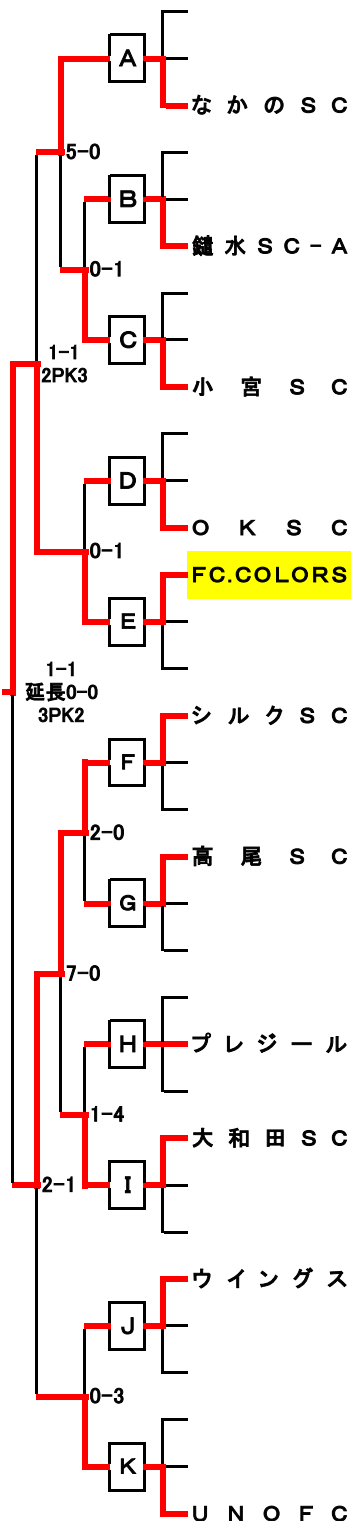 A
なかのSC
5-0
B
鑓水SC-A
0-1
C
1-1
2PK3
小宮SC
D
OKSC
0-1
FC.COLORS
E
1-1
延長0-0
3PK2
シルクSC
F
2-0
高尾SC
G
7-0
H
プレジール
1-4
大和田SC
I
2-1
ウイングス
J
0-3
K
UNOFC